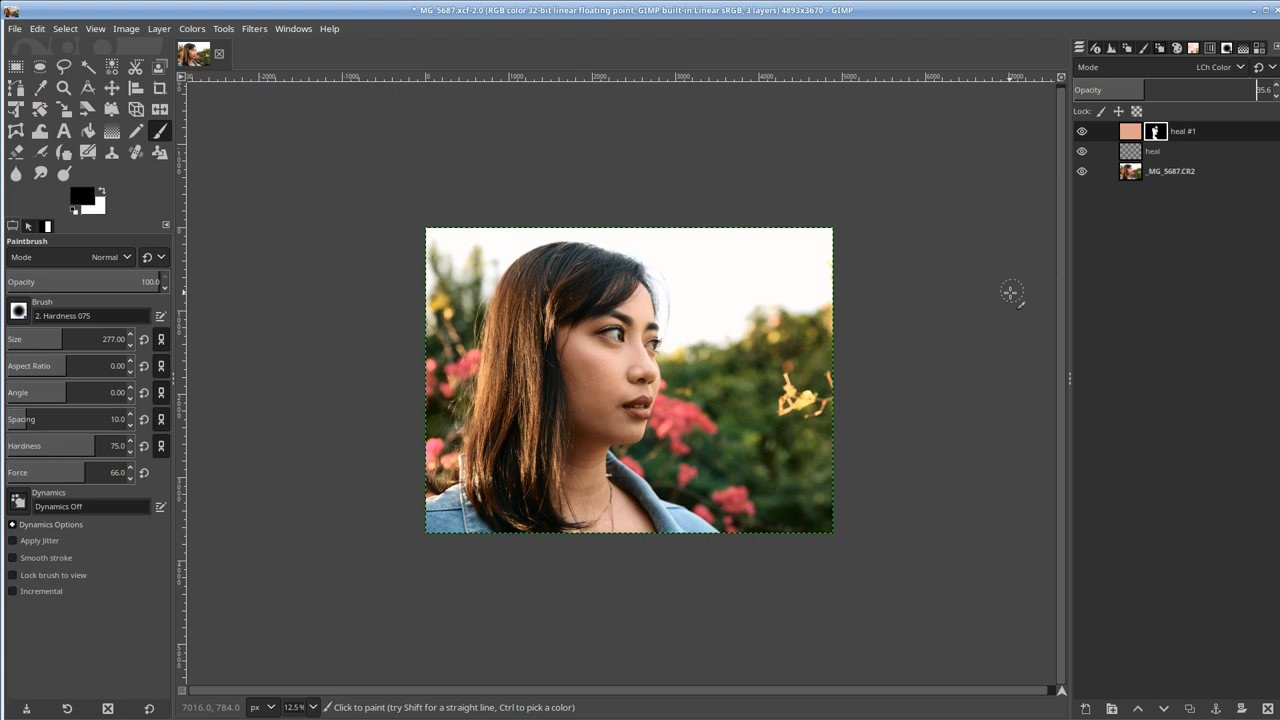 *_MG_5687.xcf-2.0 (RGB color 32-bit linear floating point, GIMP built-in Linear sRGB, 3 layers) 4893x3670 – GIMP
File Edit Select View Image Layer Colors Tools Filters Windows Help
Mode LCh Color
Opacity 35.6
Lock:
heal #1
heal
_MG_5687.CR2
Paintbrush
Mode Normal
Opacity 100.0
Brush
2. Hardness 075
Size 277.00
Aspect Ratio 0.00
Angle 0.00
Spacing 10.0
Hardness 75.0
Force 66.0
Dynamics
Dynamics Off
Dynamics Options
Apply Jitter
Smooth stroke
Lock brush to view
Incremental
7016.0, 784.0 px 12.5% Click to paint (try Shift for a straight line, Ctrl to pick a color)